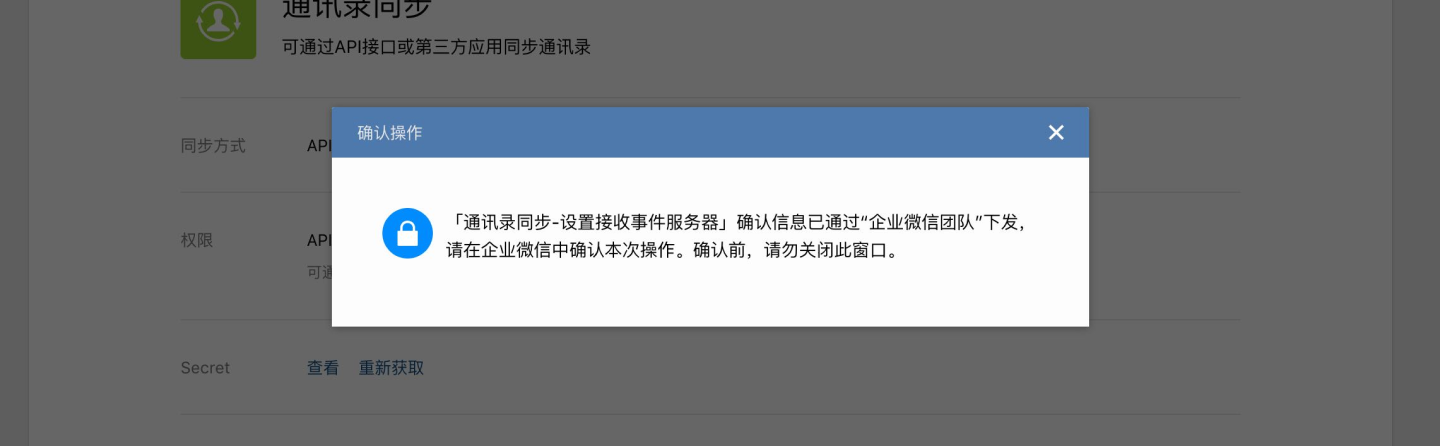 通讯录同步
可通过API接口或第三方应用同步通讯录
确认操作
同步方式 API
「通讯录同步-设置接收事件服务器」确认信息已通过“企业微信团队”下发，
请在企业微信中确认本次操作。确认前，请勿关闭此窗口。
权限 API
可通
Secret 查看 重新获取